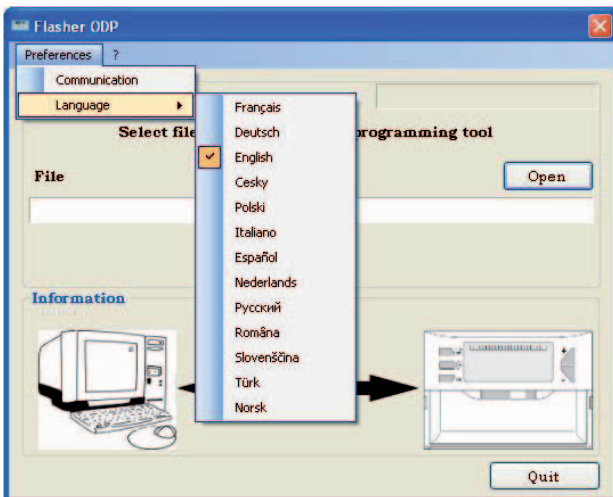 Flasher ODP
Preferences ?
Communication
Language
Français
Deutsch
English
Cesky
Polski
Italiano
Español
Nederlands
Русский
Româna
Slovenščina
Türk
Norsk
Select file programming tool
File
Open
Information
Quit